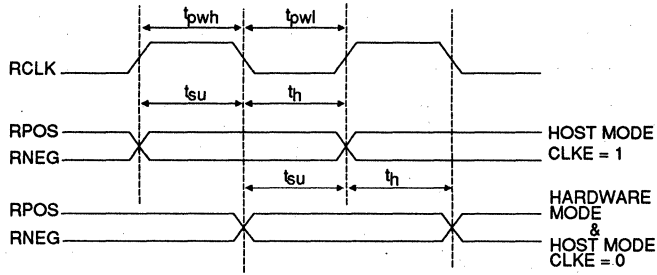 tpwh tpwl
RCLK
tsu th
RPOS
RNEG
HOST MODE
CLKE = 1
tsu th
RPOS
RNEG
HARDWARE
MODE
&
HOST MODE
CLKE = 0